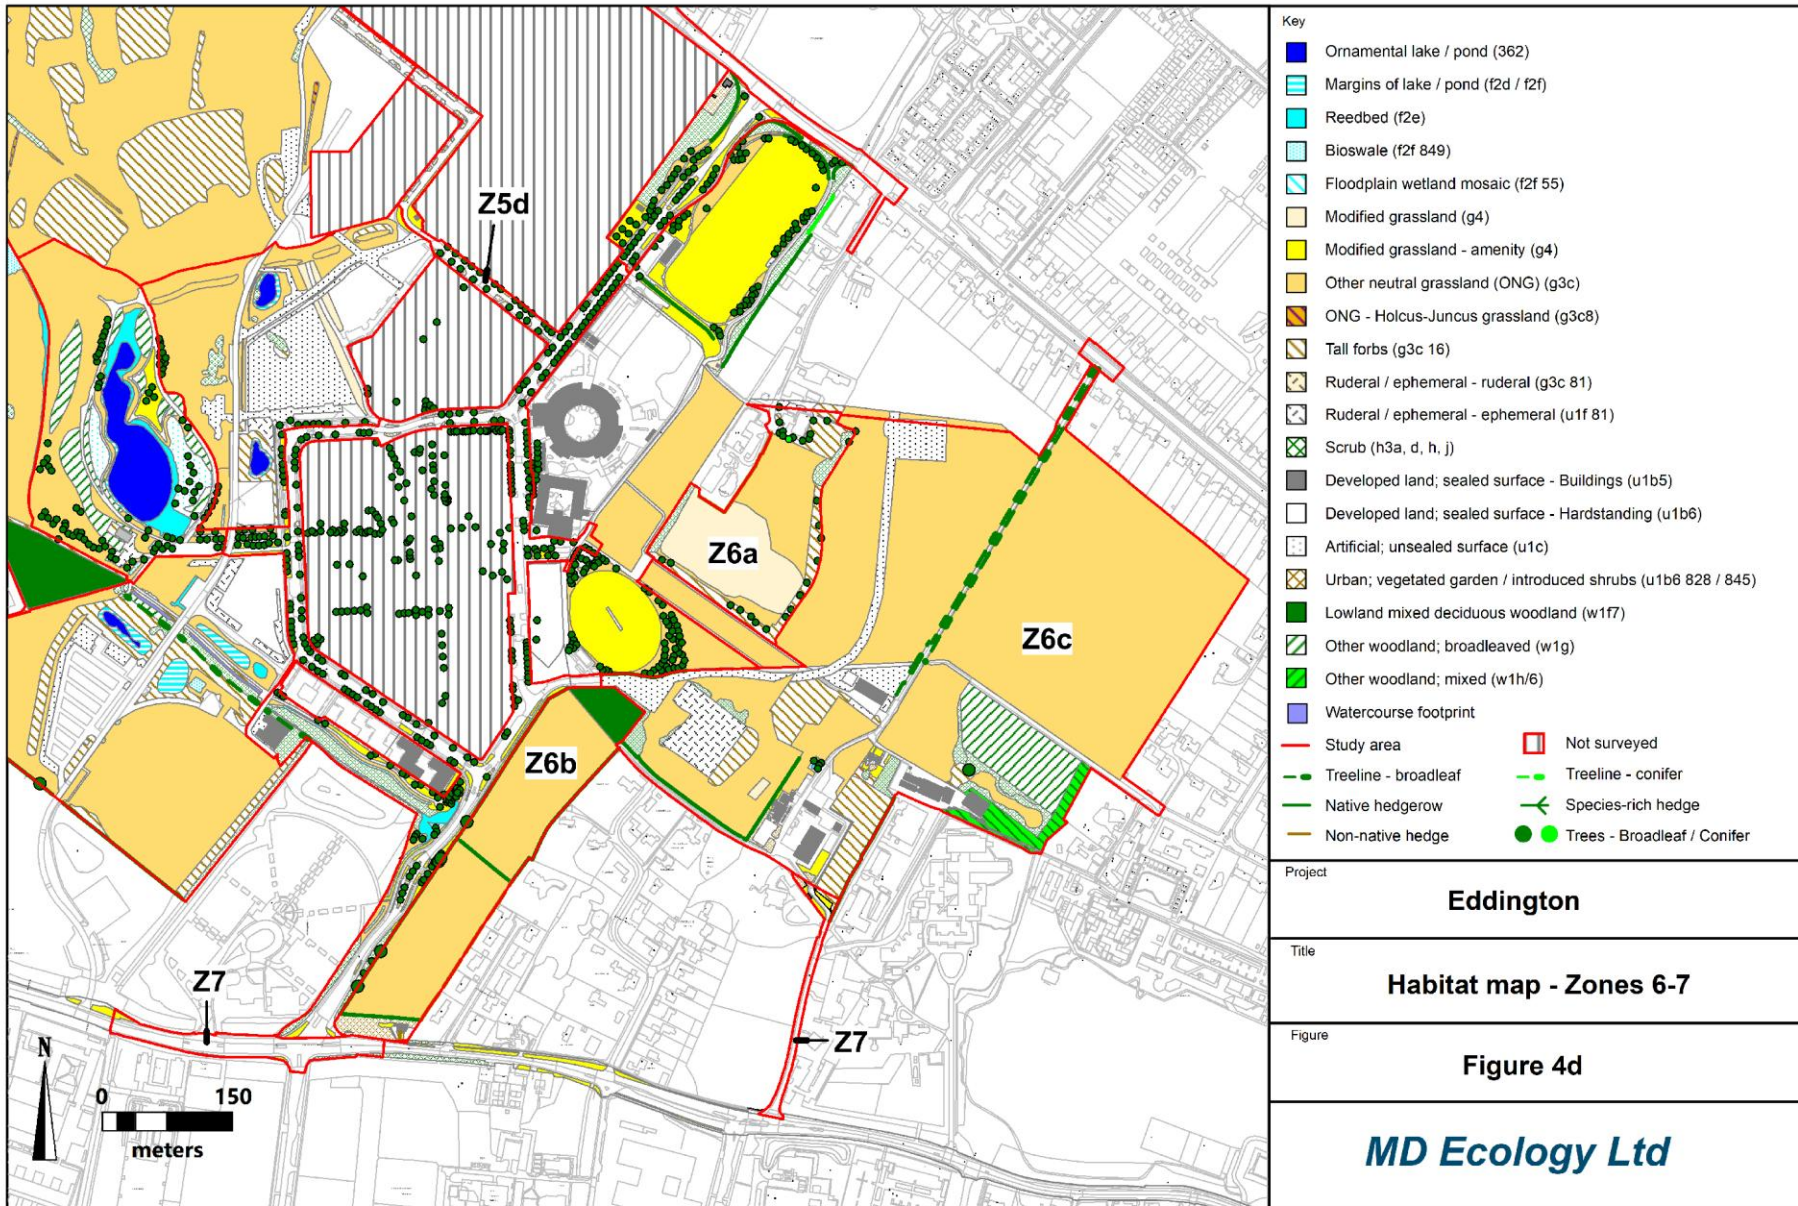 Z5d
Z6a
Z6c
Z6b
Z7
Z7
N
0 150
meters
Key
Ornamental lake / pond (362)
Margins of lake / pond (f2d / f2f)
Reedbed (f2e)
Bioswale (f2f 849)
Floodplain wetland mosaic (f2f 55)
Modified grassland (g4)
Modified grassland - amenity (g4)
Other neutral grassland (ONG) (g3c)
ONG - Holcus-Juncus grassland (g3c8)
Tall forbs (g3c 16)
Ruderal / ephemeral - ruderal (g3c 81)
Ruderal / ephemeral - ephemeral (u1f 81)
Scrub (h3a, d, h, j)
Developed land; sealed surface - Buildings (u1b5)
Developed land; sealed surface - Hardstanding (u1b6)
Artificial; unsealed surface (u1c)
Urban; vegetated garden / introduced shrubs (u1b6 828 / 845)
Lowland mixed deciduous woodland (w1f7)
Other woodland; broadleaved (w1g)
Other woodland; mixed (w1h/6)
Watercourse footprint
Study area Not surveyed
Treeline - broadleaf Treeline - conifer
Native hedgerow Species-rich hedge
Non-native hedge Trees - Broadleaf / Conifer
Project
Eddington
Title
Habitat map - Zones 6-7
Figure
Figure 4d
MD Ecology Ltd